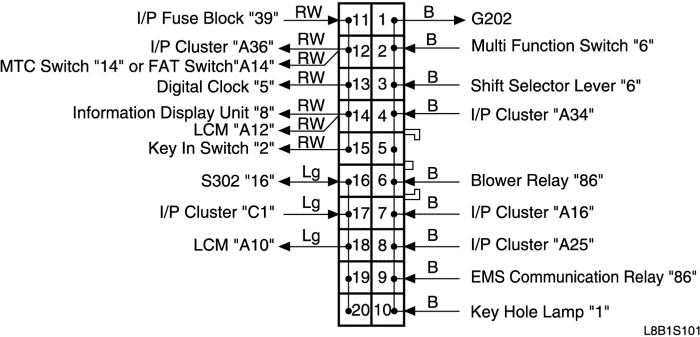 I/P Fuse Block "39" RW 11 1 B G202
I/P Cluster "A36" RW 12 2 B Multi Function Switch "6"
MTC Switch "14" or FAT Switch"A14" RW
Digital Clock "5" RW 13 3 B Shift Selector Lever "6"
Information Display Unit "8" RW 14 4 B I/P Cluster "A34"
LCM "A12" RW
Key In Switch "2" RW 15 5
S302 "16" Lg 16 6 B Blower Relay "86"
I/P Cluster "C1" Lg 17 7 B I/P Cluster "A16"
LCM "A10" Lg 18 8 B I/P Cluster "A25"
19 9 B EMS Communication Relay "86"
20 10 B Key Hole Lamp "1"
L8B1S101